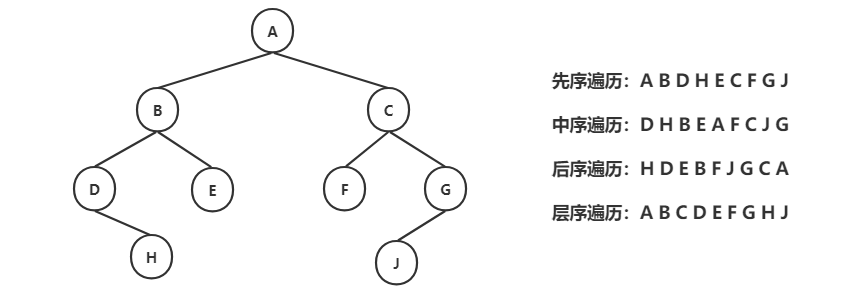 A
B
C
D
E
F
G
H
J
先序遍历：A B D H E C F G J
中序遍历：D H B E A F C J G
后序遍历：H D E B F J G C A
层序遍历：A B C D E F G H J